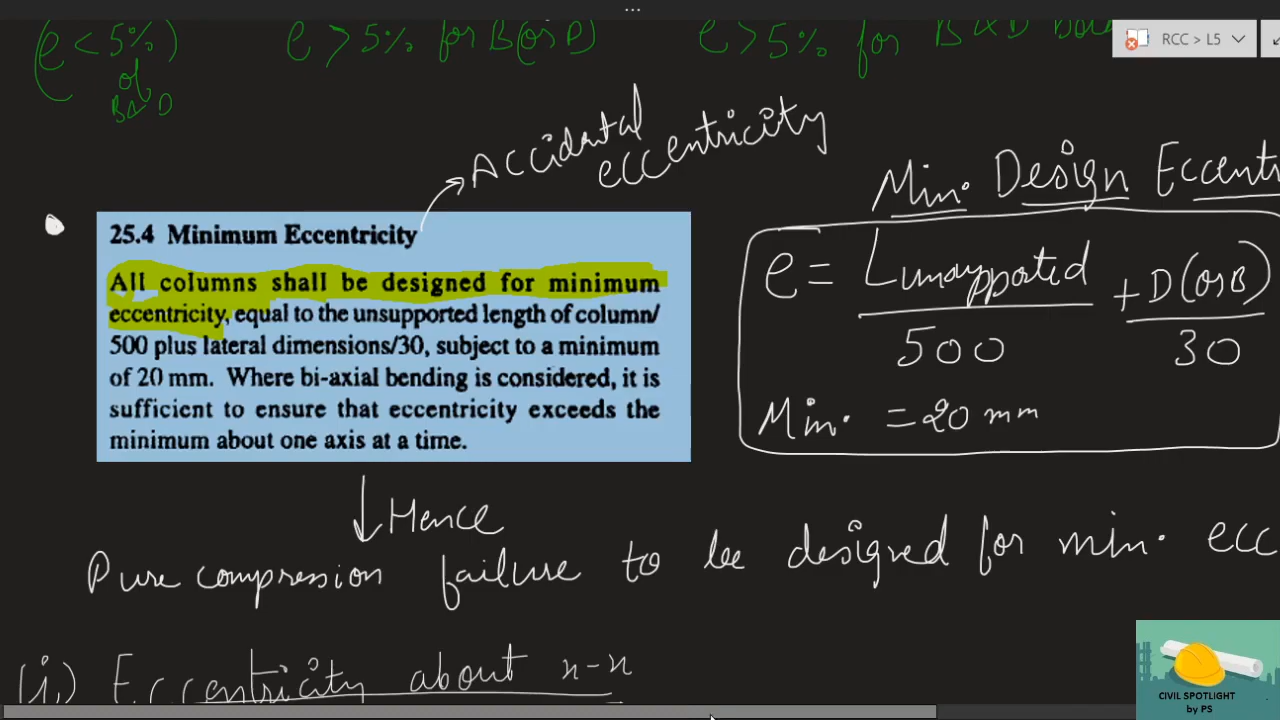 ...
(e < 5%) e > 5% for B (or D) e > 5% for B & D
of
B & D
RCC > L5
Accidental
eccentricity
Min. Design Eccent
25.4 Minimum Eccentricity
All columns shall be designed for minimum
eccentricity, equal to the unsupported length of column/
500 plus lateral dimensions/30, subject to a minimum
of 20 mm. Where bi-axial bending is considered, it is
sufficient to ensure that eccentricity exceeds the
minimum about one axis at a time.
e = Lunsupported/500 + D (or B)/30
Min. = 20 mm
↓ Hence
Pure compression failure to be designed for min. ecc
(i) Eccentricity about x-x
CIVIL SPOTLIGHT
by PS